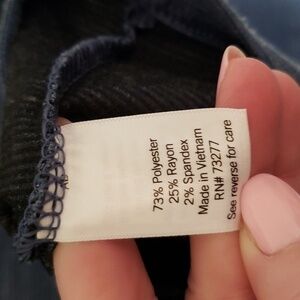 73% Polyester
25% Rayon
2% Spandex
Made in Vietnam
RN# 73277
See reverse for care